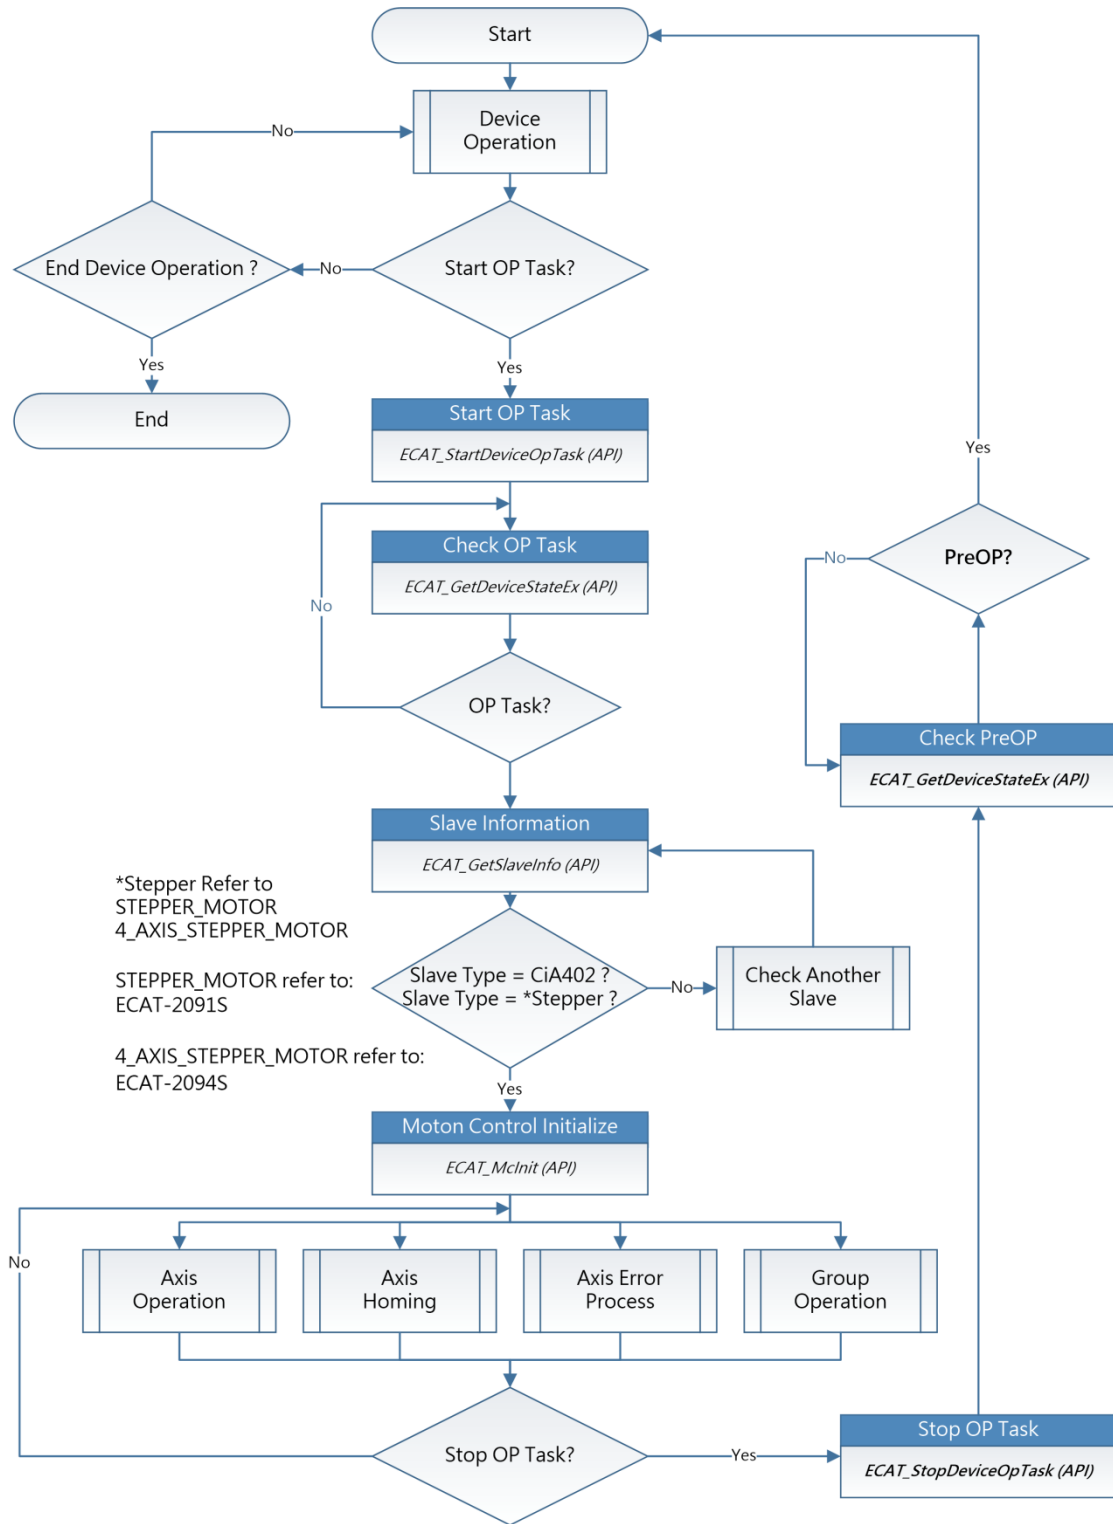 Start
Device
Operation
No
End Device Operation ?
No
Start OP Task?
Yes
Yes
End
Start OP Task
ECAT_StartDeviceOpTask (API)
Yes
Check OP Task
ECAT_GetDeviceStateEx (API)
No
PreOP?
No
OP Task?
Check PreOP
ECAT_GetDeviceStateEx (API)
Slave Information
ECAT_GetSlaveInfo (API)
*Stepper Refer to
STEPPER_MOTOR
4_AXIS_STEPPER_MOTOR
STEPPER_MOTOR refer to:
ECAT-2091S
4_AXIS_STEPPER_MOTOR refer to:
ECAT-2094S
Slave Type = CiA402 ?
Slave Type = *Stepper ?
No
Check Another
Slave
Yes
Moton Control Initialize
ECAT_McInit (API)
No
Axis
Operation
Axis
Homing
Axis Error
Process
Group
Operation
Stop OP Task?
Yes
Stop OP Task
ECAT_StopDeviceOpTask (API)